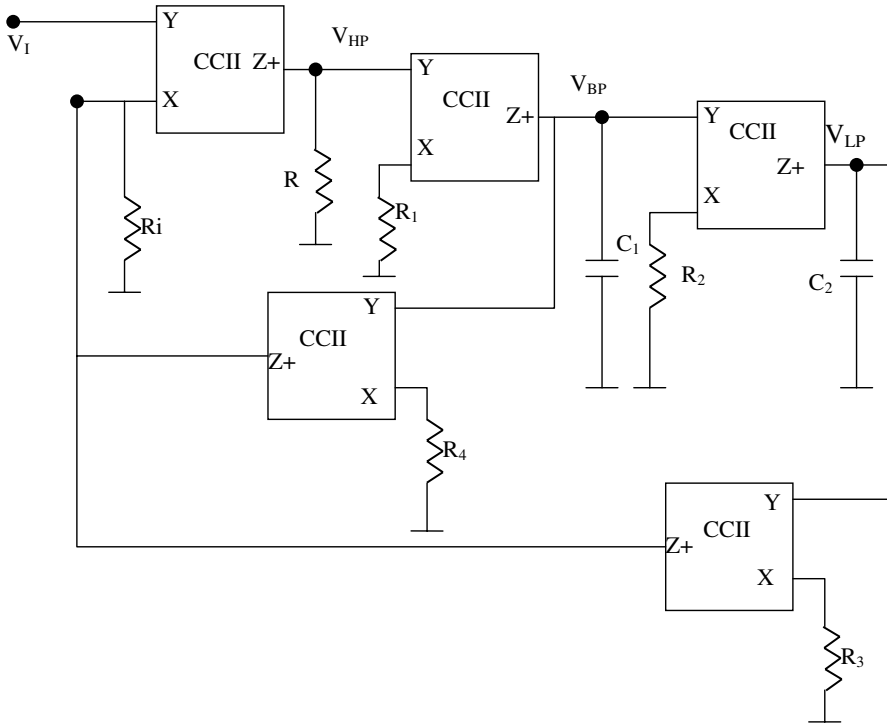 V_I
Y
CCII
Z+
X
V_HP
Y
CCII
Z+
X
V_BP
Y
CCII
Z+
X
V_LP
Ri
R
R_1
C_1
R_2
C_2
Y
CCII
Z+
X
R_4
Y
CCII
Z+
X
R_3